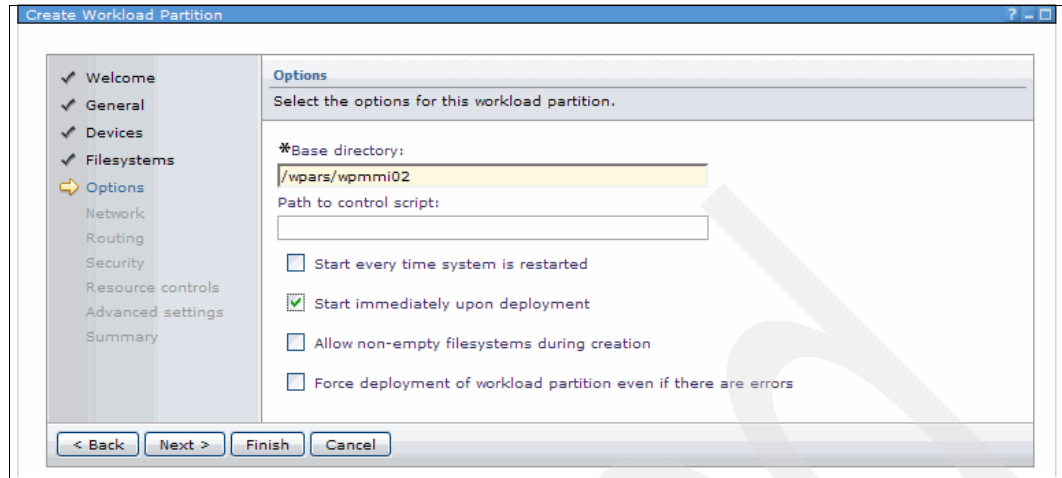 Create Workload Partition
Welcome
General
Devices
Filesystems
Options
Network
Routing
Security
Resource controls
Advanced settings
Summary
Options
Select the options for this workload partition.
*Base directory:
/wpars/wpmmi02
Path to control script:
Start every time system is restarted
Start immediately upon deployment
Allow non-empty filesystems during creation
Force deployment of workload partition even if there are errors
< Back Next > Finish Cancel